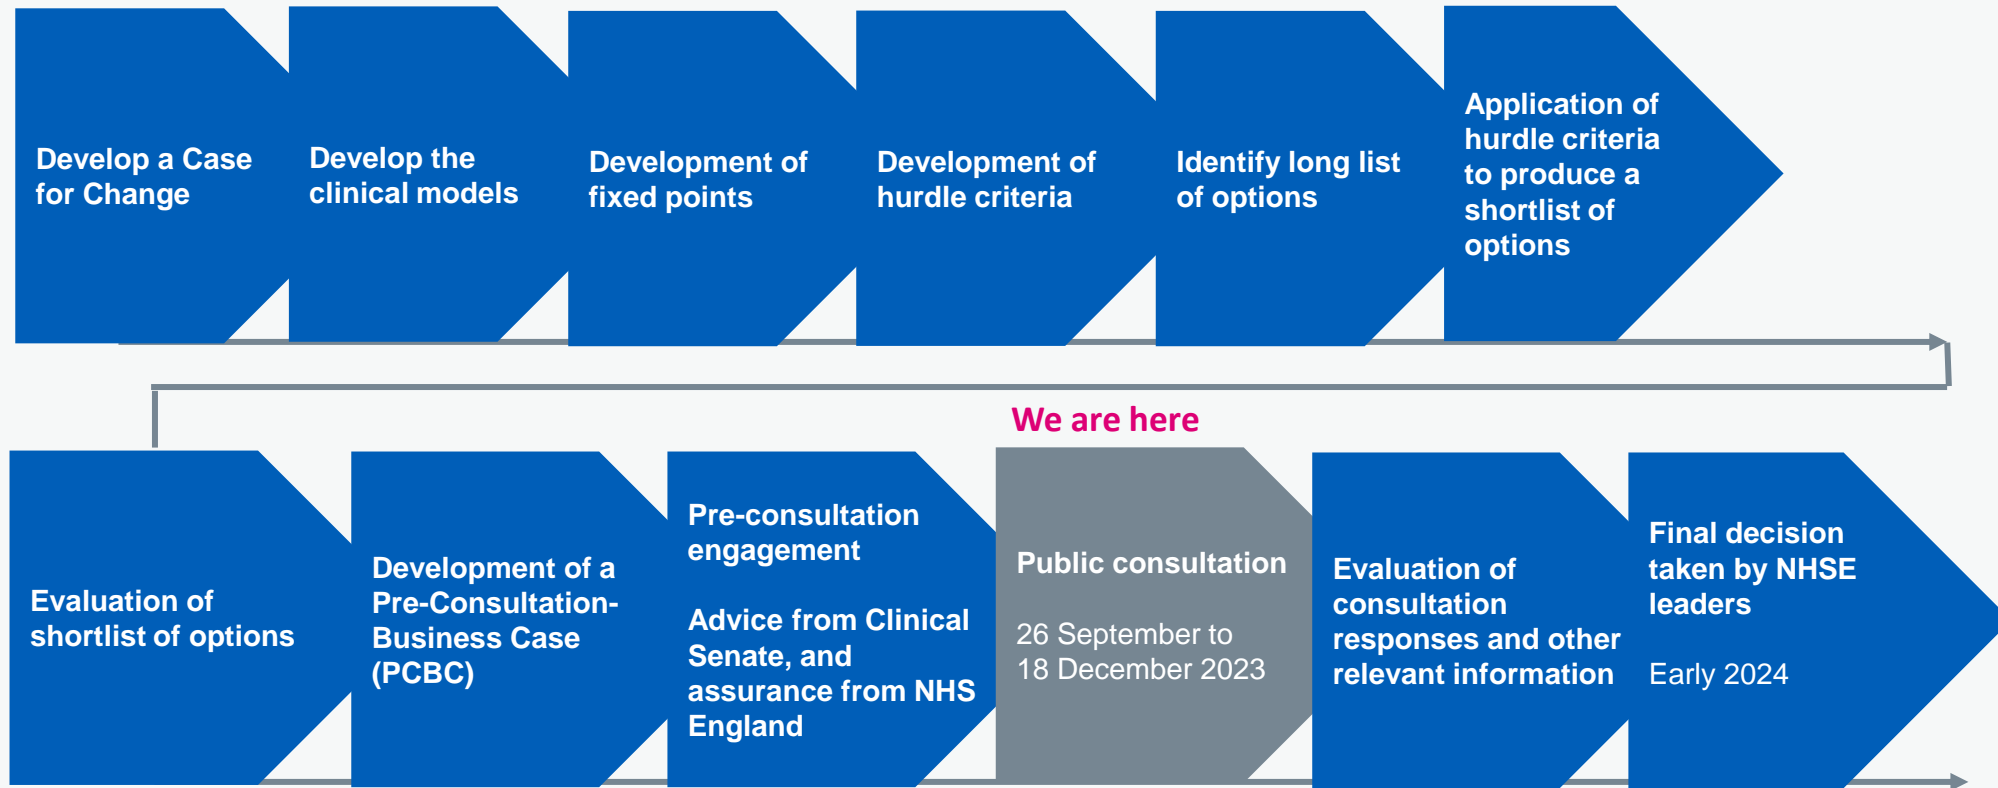 Develop a Case
for Change
Develop the
clinical models
Development of
fixed points
Development of
hurdle criteria
Identify long list
of options
Application of
hurdle criteria
to produce a
shortlist of
options
We are here
Evaluation of
shortlist of options
Development of a
Pre-Consultation-
Business Case
(PCBC)
Pre-consultation
engagement
Advice from Clinical
Senate, and
assurance from NHS
England
Public consultation
26 September to
18 December 2023
Evaluation of
consultation
responses and other
relevant information
Final decision
taken by NHSE
leaders
Early 2024